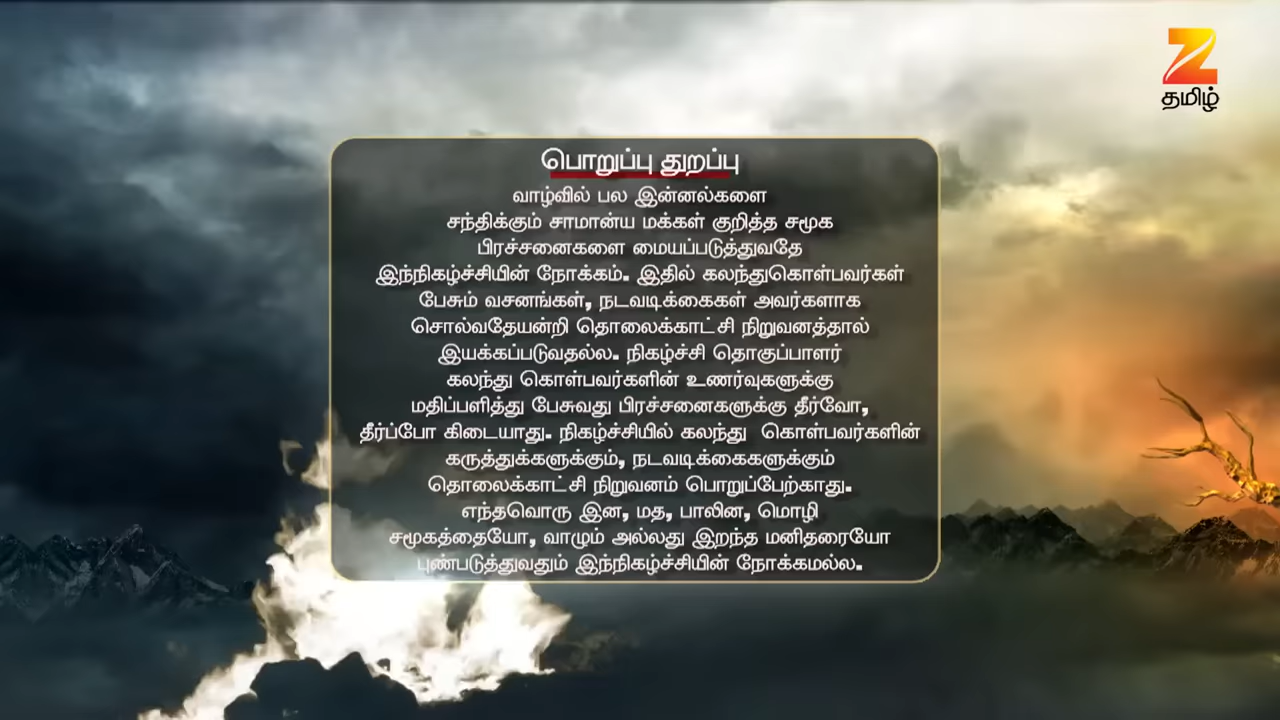 தமிழ்
பொறுப்பு துறப்பு
வாழ்வில் பல இன்னல்களை
சந்திக்கும் சாமான்ய மக்கள் குறித்த சமூக
பிரச்சனைகளை மையப்படுத்துவதே
இந்நிகழ்ச்சியின் நோக்கம். இதில் கலந்துகொள்பவர்கள்
பேசும் வசனங்கள், நடவடிக்கைகள் அவர்களாக
சொல்வதேயன்றி தொலைக்காட்சி நிறுவனத்தால்
இயக்கப்படுவதல்ல. நிகழ்ச்சி தொகுப்பாளர்
கலந்து கொள்பவர்களின் உணர்வுகளுக்கு
மதிப்பளித்து பேசுவது பிரச்சனைகளுக்கு தீர்வோ,
தீர்ப்போ கிடையாது. நிகழ்ச்சியில் கலந்து கொள்பவர்களின்
கருத்துக்களுக்கும், நடவடிக்கைகளுக்கும்
தொலைக்காட்சி நிறுவனம் பொறுப்பேற்காது.
எந்தவொரு இன, மத, பாலின, மொழி
சமூகத்தையோ, வாழும் அல்லது இறந்த மனிதரையோ
புண்படுத்துவதும் இந்நிகழ்ச்சியின் நோக்கமல்ல.